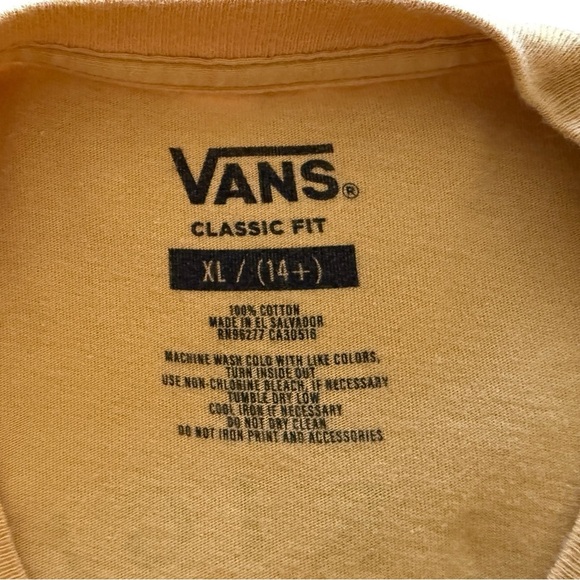 VANS®
CLASSIC FIT
XL / (14+)
100% COTTON
MADE IN EL SALVADOR
RN96277 CA30516
MACHINE WASH COLD WITH LIKE COLORS,
TURN INSIDE OUT
USE NON-CHLORINE BLEACH, IF NECESSARY
TUMBLE DRY LOW
COOL IRON IF NECESSARY
DO NOT DRY CLEAN
DO NOT IRON PRINT AND ACCESSORIES